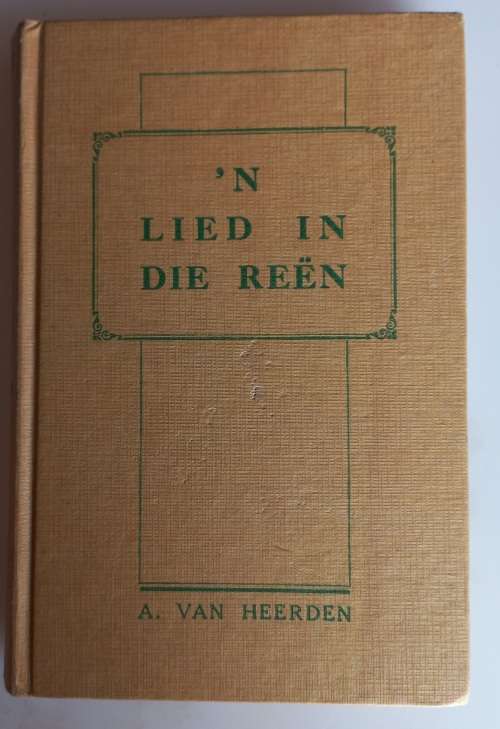 'N
LIED IN
DIE REËN
A. VAN HEERDEN